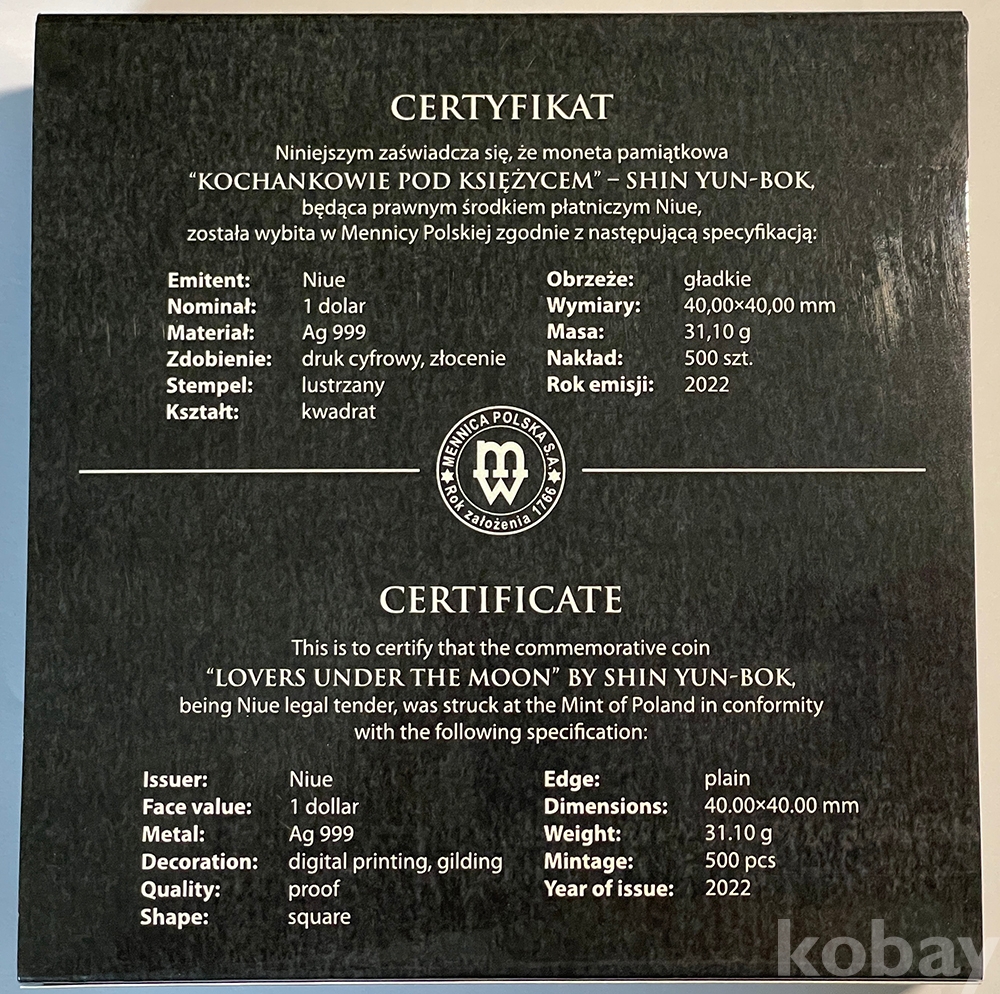 CERTYFIKAT
Niniejszym zaświadcza się, że moneta pamiątkowa
“KOCHANKOWIE POD KSIĘŻYCEM” – SHIN YUN-BOK,
będąca prawnym środkiem płatniczym Niue,
została wybita w Mennicy Polskiej zgodnie z następującą specyfikacją:
Emitent: Niue
Nominał: 1 dolar
Materiał: Ag 999
Zdobienie: druk cyfrowy, złocenie
Stempel: lustrzany
Kształt: kwadrat
Obrzeże: gładkie
Wymiary: 40,00×40,00 mm
Masa: 31,10 g
Nakład: 500 szt.
Rok emisji: 2022
MENNICA POLSKA S.A.
mw
Rok założenia 1766
CERTIFICATE
This is to certify that the commemorative coin
“LOVERS UNDER THE MOON” BY SHIN YUN-BOK,
being Niue legal tender, was struck at the Mint of Poland in conformity
with the following specification:
Issuer: Niue
Face value: 1 dollar
Metal: Ag 999
Decoration: digital printing, gilding
Quality: proof
Shape: square
Edge: plain
Dimensions: 40.00×40.00 mm
Weight: 31.10 g
Mintage: 500 pcs
Year of issue: 2022
kobay